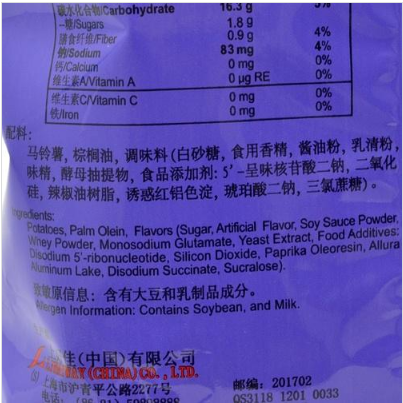 碳水化合物/Carbohydrate 16.3 g 5%
--糖/Sugars 1.8 g
膳食纤维/Fiber 0.9 g 4%
钠/Sodium 83 mg 4%
钙/Calcium 0 mg 0%
维生素A/Vitamin A 0 μg RE 0%
维生素C/Vitamin C 0 mg 0%
铁/Iron 0 mg 0%
配料:
马铃薯, 棕榈油, 调味料(白砂糖, 食用香精, 酱油粉, 乳清粉,
味精, 酵母抽提物, 食品添加剂: 5'-呈味核苷酸二钠, 二氧化
硅, 辣椒油树脂, 诱惑红铝色淀, 琥珀酸二钠, 三氯蔗糖)。
Ingredients:
Potatoes, Palm Olein, Flavors (Sugar, Artificial Flavor, Soy Sauce Powder,
Whey Powder, Monosodium Glutamate, Yeast Extract, Food Additives:
Disodium 5'-ribonucleotide, Silicon Dioxide, Paprika Oleoresin, Allura
Aluminum Lake, Disodium Succinate, Sucralose).
致敏原信息: 含有大豆和乳制品成分。
Allergen Information: Contains Soybean, and Milk.
佳(中国)有限公司
(CHINA) CO., LTD.
上海市沪青平公路2277号 邮编: 201702
电话: QS3118 1201 0033